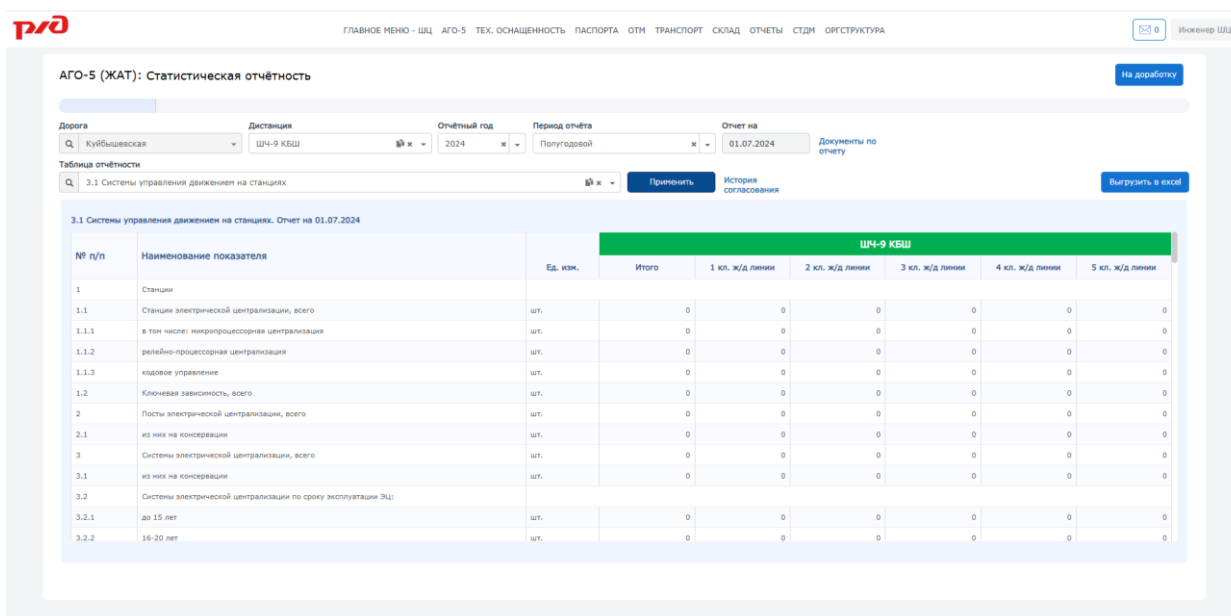 ржд
ГЛАВНОЕ МЕНЮ - ШЦ АГО-5 ТЕХ. ОСНАЩЕННОСТЬ ПАСПОРТА ОТМ ТРАНСПОРТ СКЛАД ОТЧЕТЫ СТДМ ОРГСТРУКТУРА
0 Инженер ШЦ
АГО-5 (ЖАТ): Статистическая отчётность
На доработку
Дорога Дистанция Отчётный год Период отчёта Отчет на
Куйбышевская ШЧ-9 КБШ 2024 Полугодовой 01.07.2024 Документы по
отчету
Таблица отчётности
3.1 Системы управления движением на станциях Применить История
согласования
Выгрузить в excel
3.1 Системы управления движением на станциях. Отчет на 01.07.2024
ШЧ-9 КБШ
№ п/п Наименование показателя Ед. изм. Итого 1 кл. ж/д линии 2 кл. ж/д линии 3 кл. ж/д линии 4 кл. ж/д линии 5 кл. ж/д линии
1 Станции
1.1 Станции электрической централизации, всего шт. 0 0 0 0 0 0
1.1.1 в том числе: микропроцессорная централизация шт. 0 0 0 0 0 0
1.1.2 релейно-процессорная централизация шт. 0 0 0 0 0 0
1.1.3 кодовое управление шт. 0 0 0 0 0 0
1.2 Ключевая зависимость, всего шт. 0 0 0 0 0 0
2 Посты электрической централизации, всего шт. 0 0 0 0 0 0
2.1 из них на консервации шт. 0 0 0 0 0 0
3 Системы электрической централизации, всего шт. 0 0 0 0 0 0
3.1 из них на консервации шт. 0 0 0 0 0 0
3.2 Системы электрической централизации по сроку эксплуатации ЭЦ:
3.2.1 до 15 лет шт. 0 0 0 0 0 0
3.2.2 16-20 лет шт. 0 0 0 0 0 0